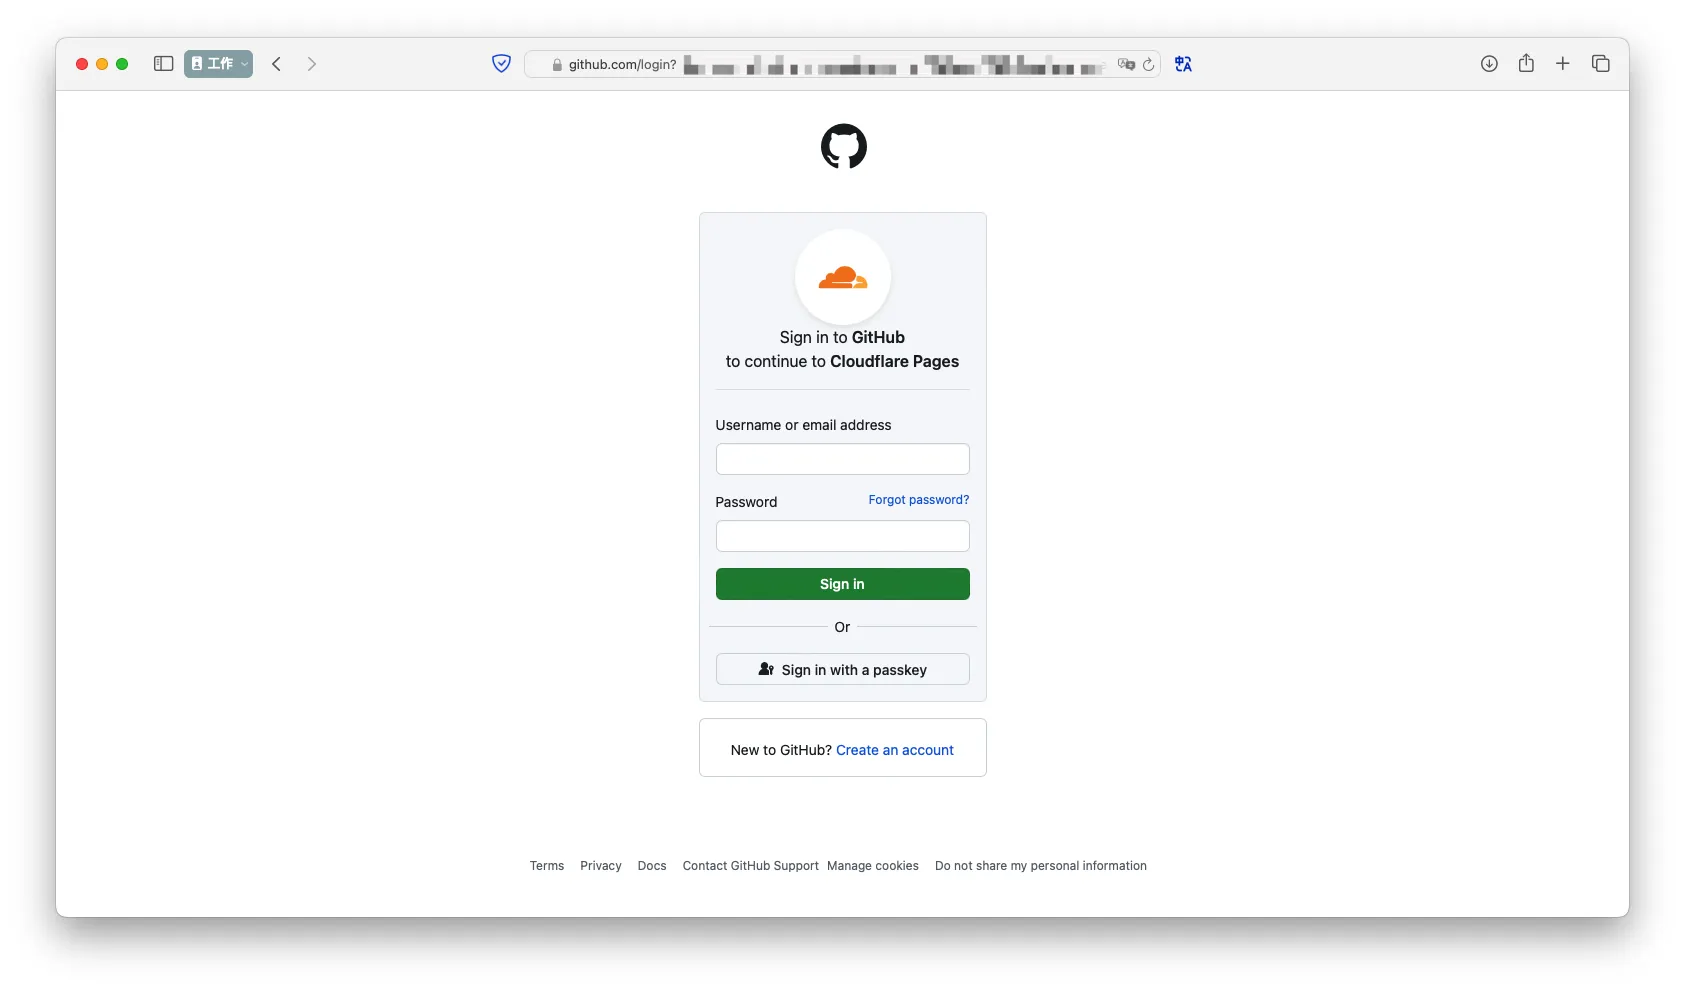 工作
github.com/login?
Sign in to GitHub
to continue to Cloudflare Pages
Username or email address
Password
Forgot password?
Sign in
Or
Sign in with a passkey
New to GitHub? Create an account
Terms Privacy Docs Contact GitHub Support Manage cookies Do not share my personal information